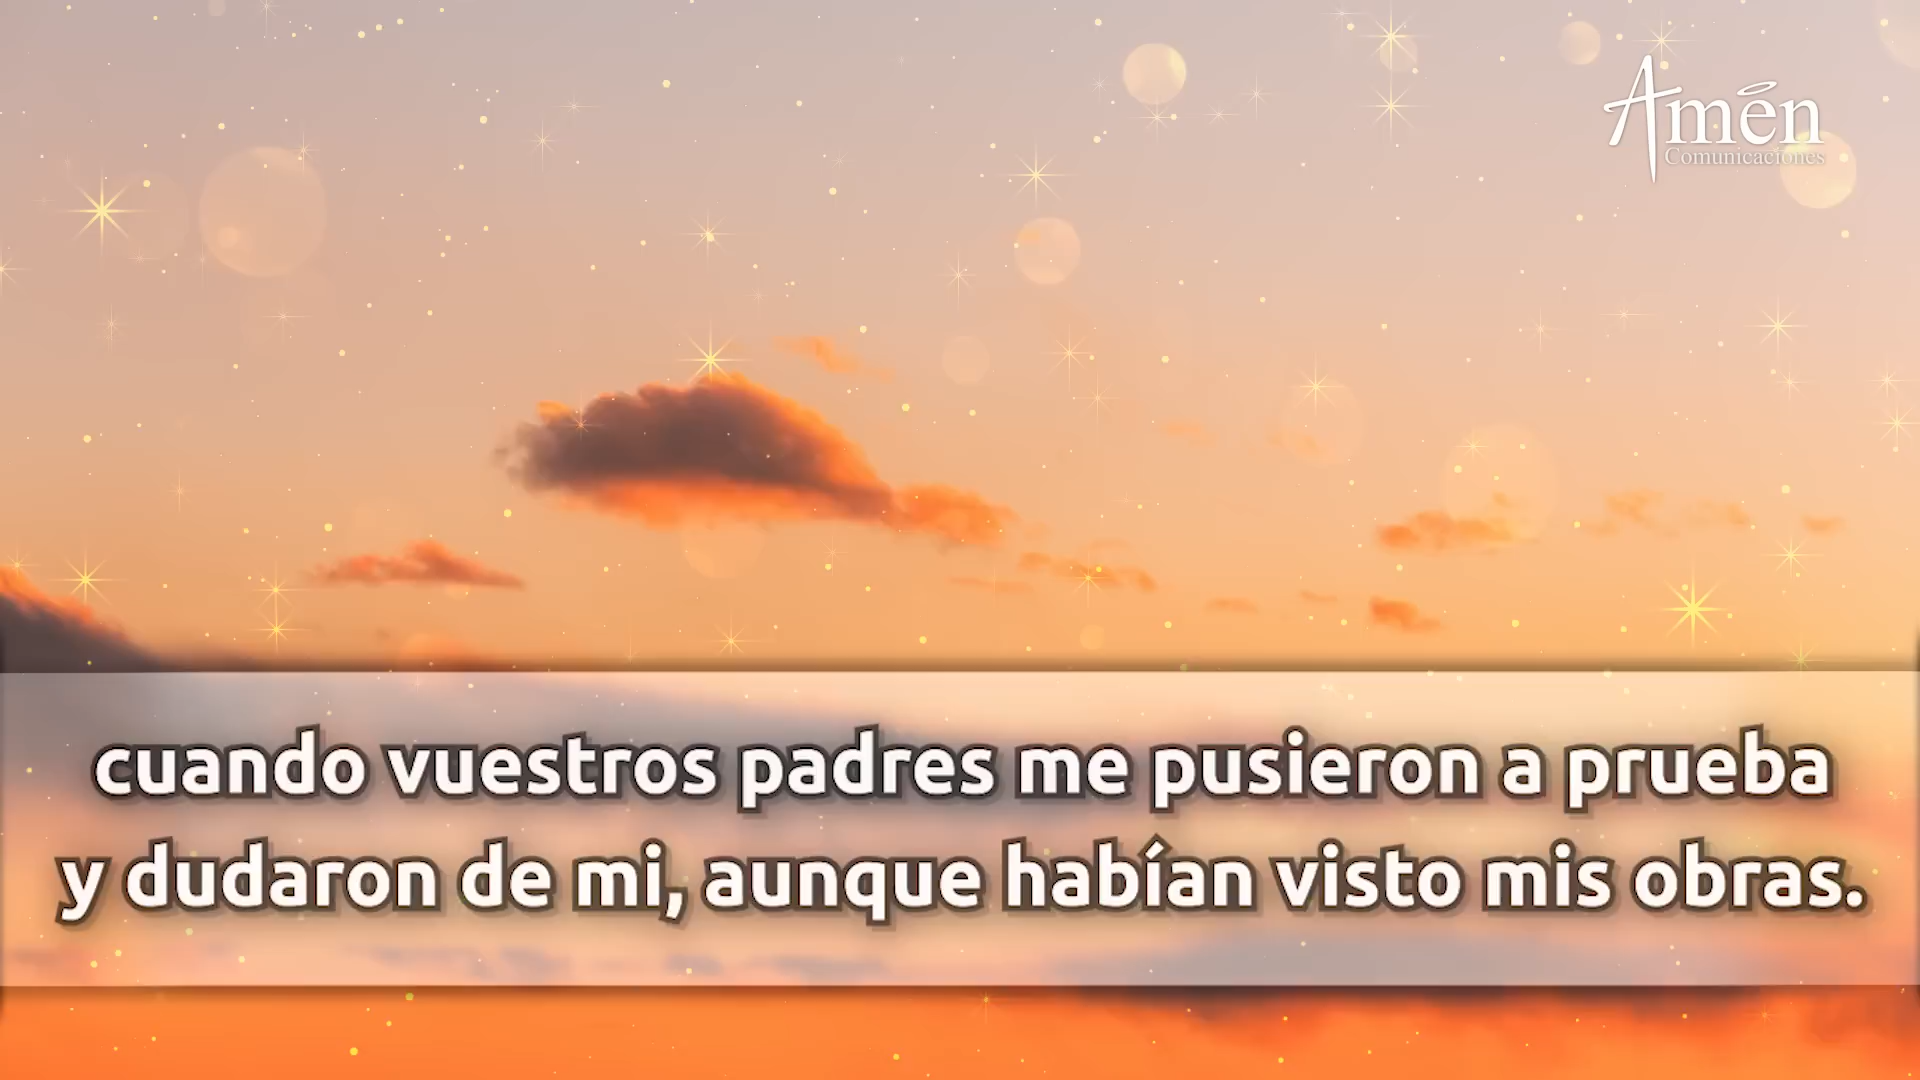 Amén
Comunicaciones
cuando vuestros padres me pusieron a prueba
y dudaron de mi, aunque habían visto mis obras.